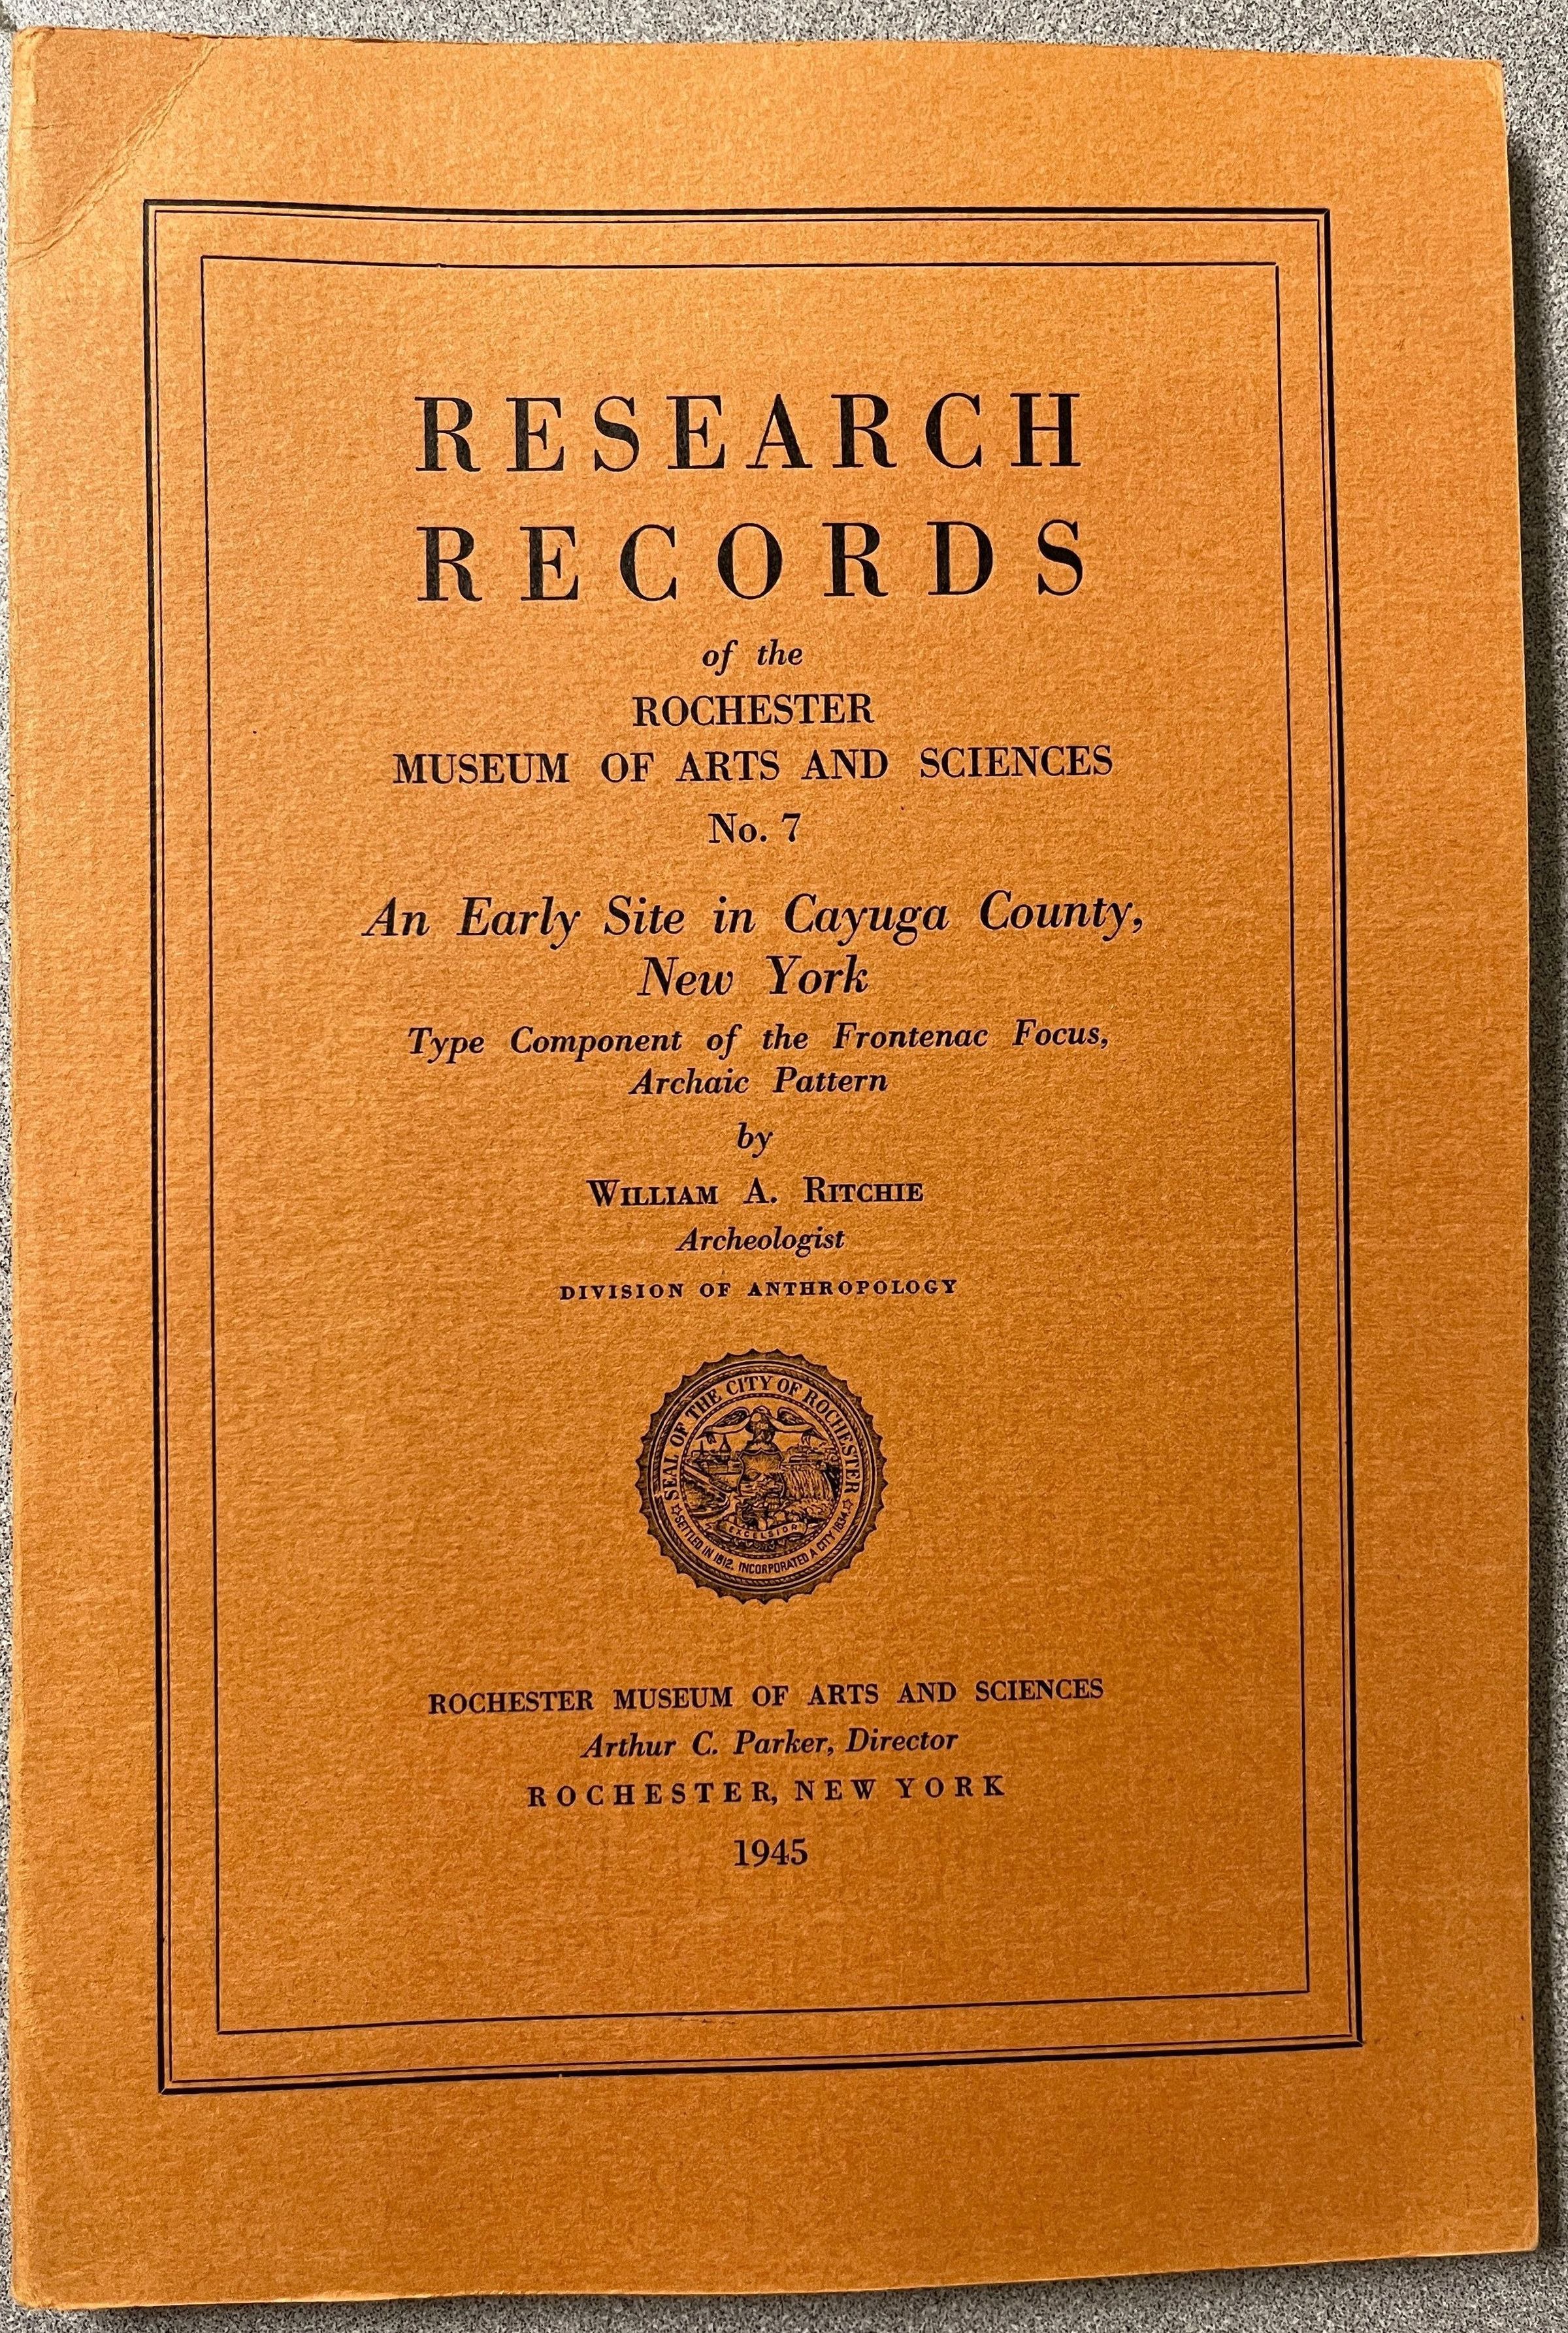 RESEARCH
RECORDS
of the
ROCHESTER
MUSEUM OF ARTS AND SCIENCES
No. 7
An Early Site in Cayuga County,
New York
Type Component of the Frontenac Focus,
Archaic Pattern
by
WILLIAM A. RITCHIE
Archeologist
DIVISION OF ANTHROPOLOGY
SEAL OF THE CITY OF ROCHESTER
EXCELSIOR
SETTLED IN 1812. INCORPORATED A CITY 1834.
ROCHESTER MUSEUM OF ARTS AND SCIENCES
Arthur C. Parker, Director
ROCHESTER, NEW YORK
1945